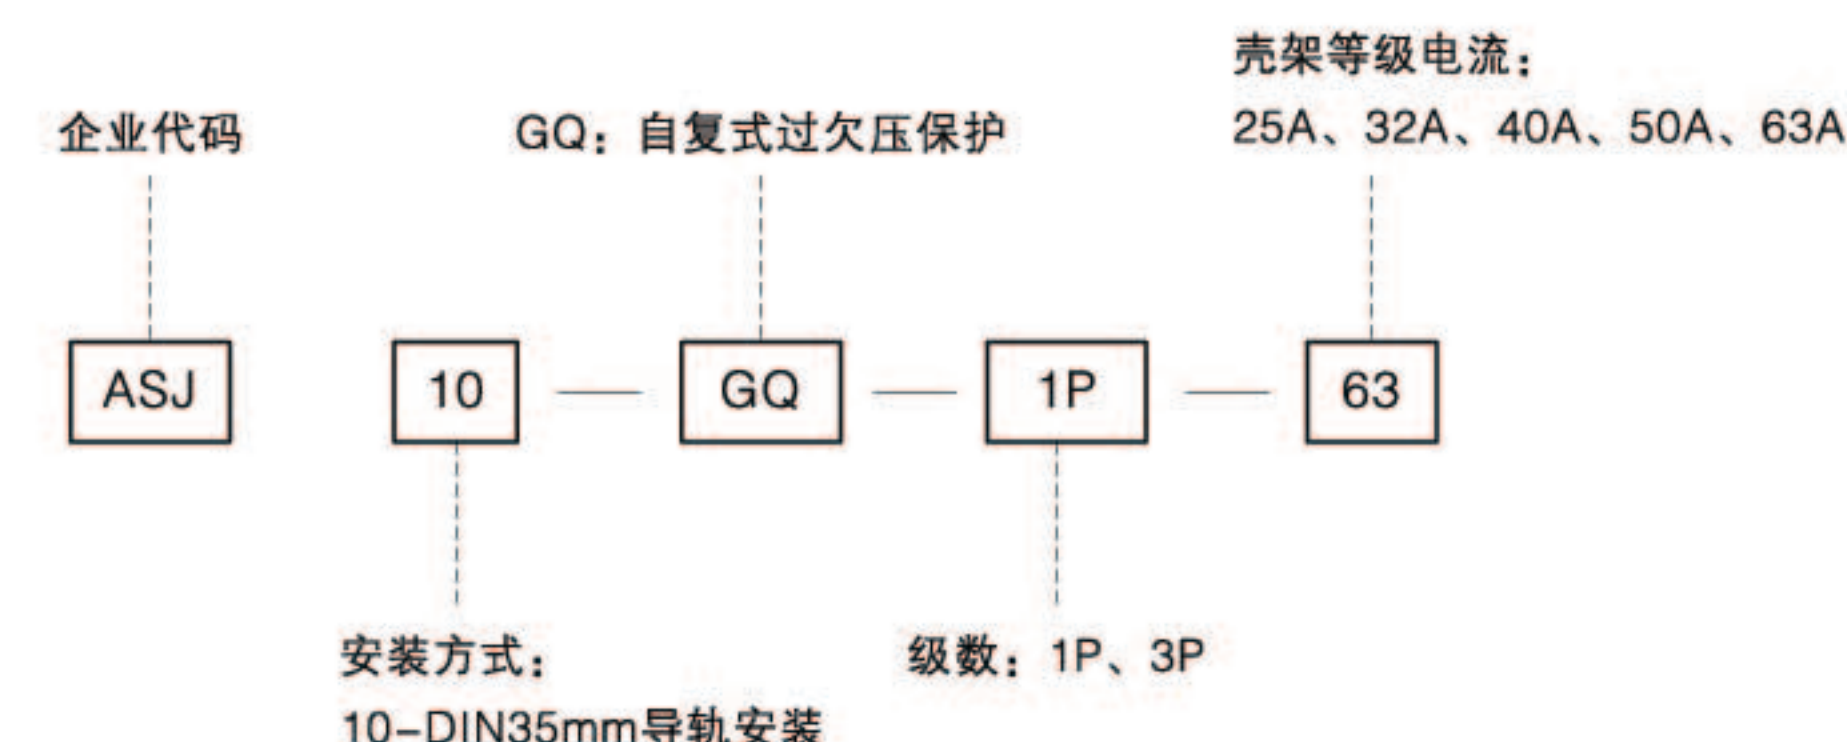 壳架等级电流：
25A、32A、40A、50A、63A
企业代码
GQ：自复式过欠压保护
ASJ
10
—
GQ
—
1P
—
63
安装方式：
10-DIN35mm导轨安装
级数：1P、3P